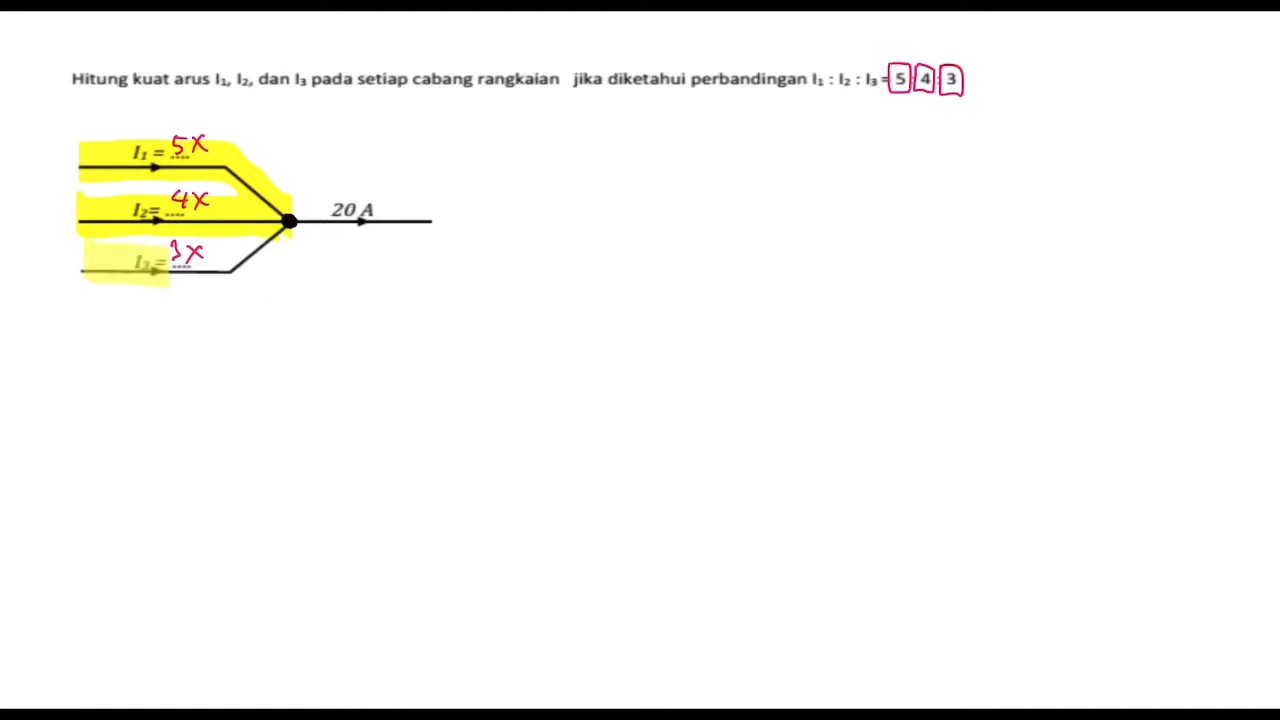 Hitung kuat arus I₁, I₂, dan I₃ pada setiap cabang rangkaian jika diketahui perbandingan I₁ : I₂ : I₃ = 5 : 4 : 3
I₁ = .... 5x
I₂= .... 4x
20 A
I₃ = .... 3x